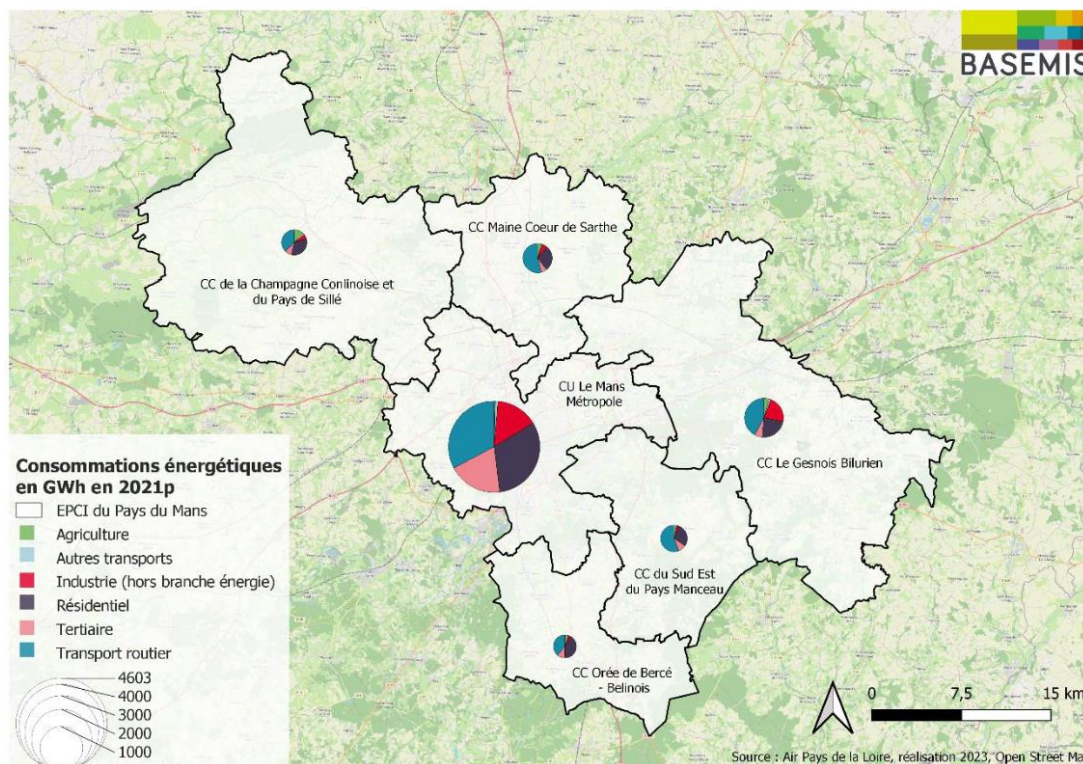 BASEMIS
CC Maine Coeur de Sarthe
CC de la Champagne Conlinoise et
du Pays de Sillé
CU Le Mans
Métropole
CC Le Gesnois Bilurien
CC du Sud Est
du Pays Manceau
CC Orée de Bercé
- Belinois
Consommations énergétiques
en GWh en 2021p
EPCI du Pays du Mans
Agriculture
Autres transports
Industrie (hors branche énergie)
Résidentiel
Tertiaire
Transport routier
4603
4000
3000
2000
1000
0 7,5 15 km
Source : Air Pays de la Loire, réalisation 2023, Open Street Ma